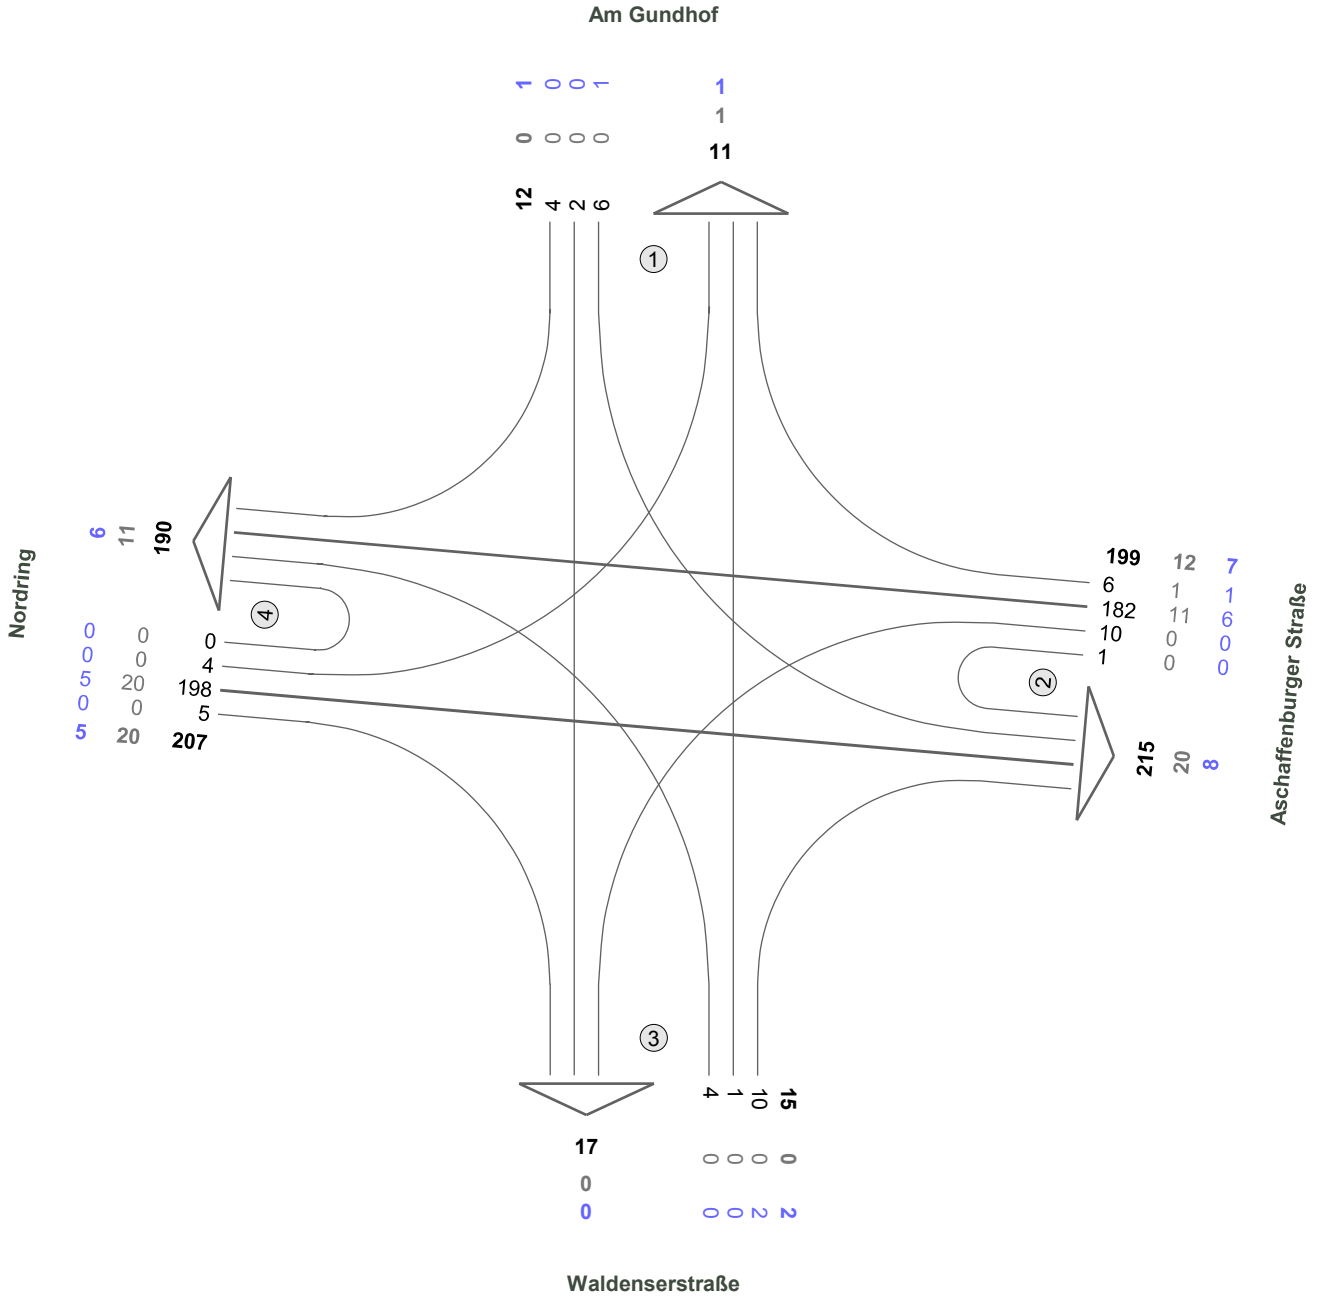 Am Gundhof
1 0 0 1
0 0 0 0
12 4 2 6
1
1
11
1
Nordring
6 11 190
4
0 0 0
0 0 4
5 20 198
0 0 5
5 20 207
199 12 7
6 1 1
182 11 6
10 0 0
1 0 0
2
215 20 8
Aschaffenburger Straße
3
17
0
0
4 1 10 15
0 0 0 0
0 0 2 2
Waldenserstraße